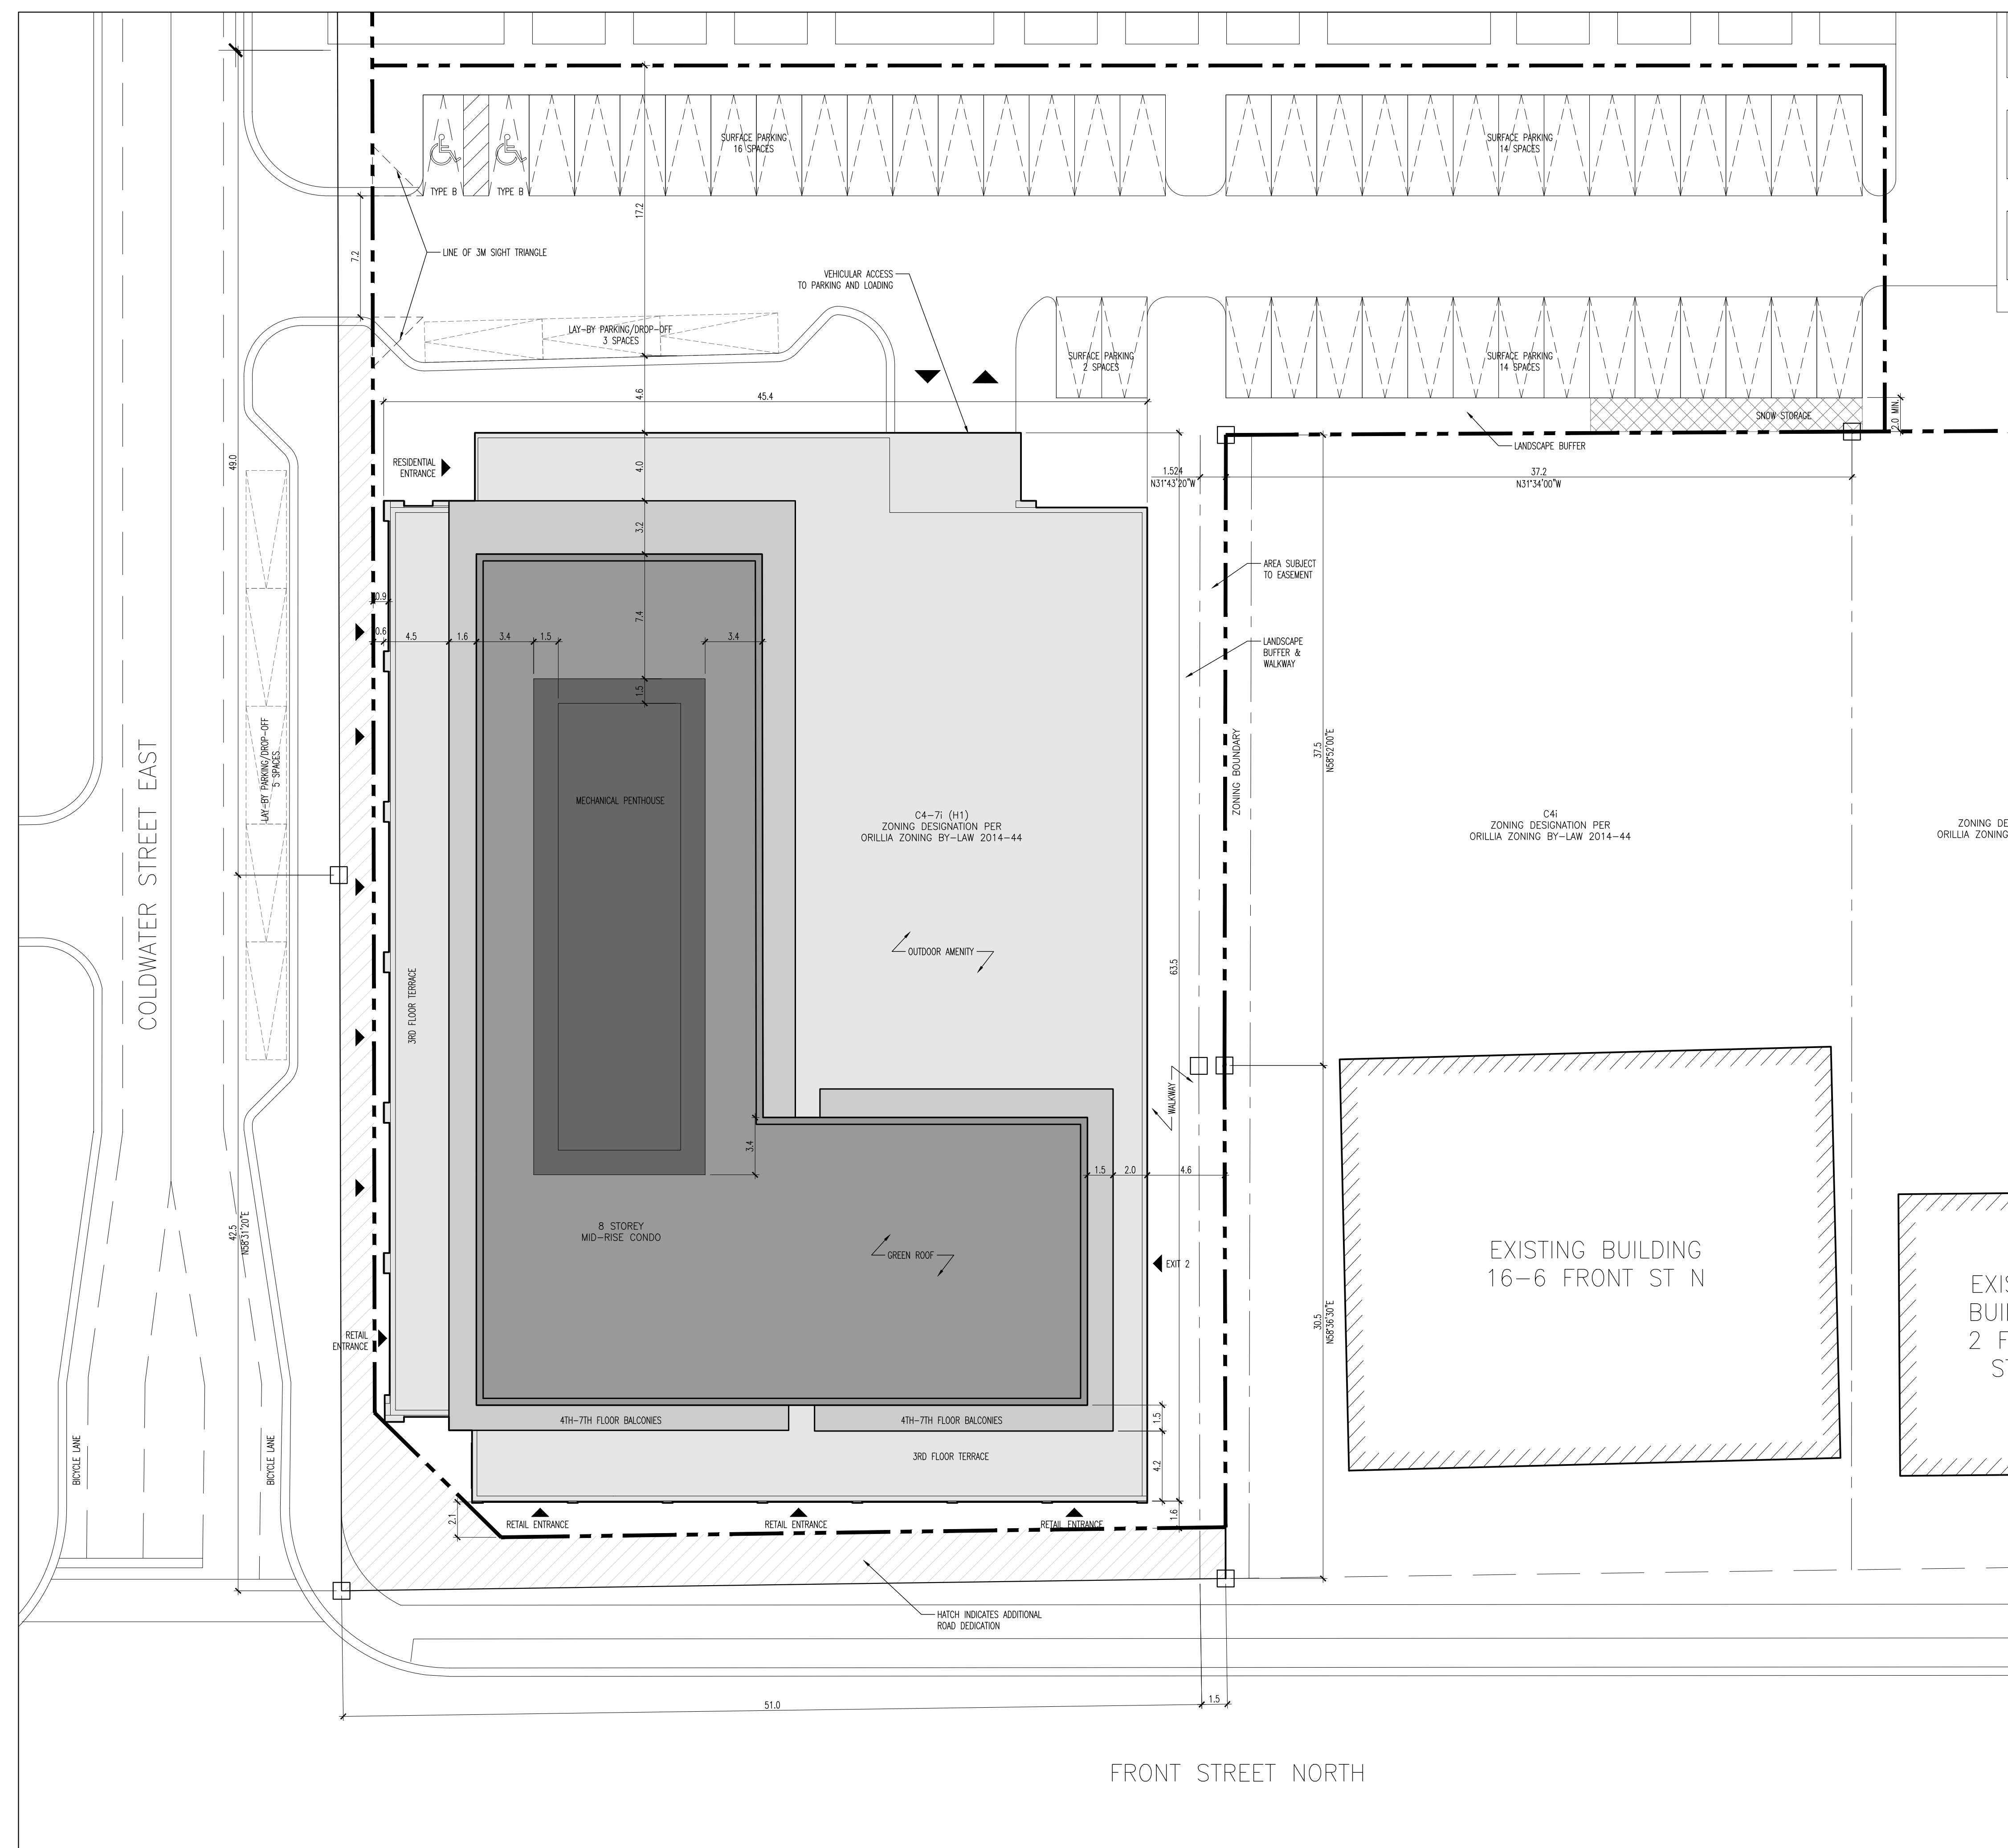 SURFACE PARKING
16 SPACES
SURFACE PARKING
14 SPACES
TYPE B
TYPE B
17.2
7.2
LINE OF 3M SIGHT TRIANGLE
VEHICULAR ACCESS
TO PARKING AND LOADING
LAY-BY PARKING/DROP-OFF
3 SPACES
SURFACE PARKING
2 SPACES
SURFACE PARKING
14 SPACES
4.6
45.4
SNOW STORAGE
2.0 MIN.
LANDSCAPE BUFFER
RESIDENTIAL
ENTRANCE
49.0
4.0
1.524
N31°43'20"W
37.2
N31°34'00"W
3.2
AREA SUBJECT
TO EASEMENT
0.9
7.4
0.6
4.5
1.6
3.4
1.5
3.4
LANDSCAPE
BUFFER &
WALKWAY
1.5
37.5
N58°52'00"E
ZONING BOUNDARY
LAY-BY PARKING/DROP-OFF
5 SPACES
COLDWATER STREET EAST
MECHANICAL PENTHOUSE
C4-7i (H1)
ZONING DESIGNATION PER
ORILLIA ZONING BY-LAW 2014-44
C4i
ZONING DESIGNATION PER
ORILLIA ZONING BY-LAW 2014-44
ZONING DE
ORILLIA ZONING
OUTDOOR AMENITY
63.5
3RD FLOOR TERRACE
WALKWAY
3.4
1.5
2.0
4.6
42.5
N58°31'20"E
8 STOREY
MID-RISE CONDO
GREEN ROOF
EXIT 2
EXISTING BUILDING
16-6 FRONT ST N
EXIS
BUI
2 F
S
30.5
N58°36'30"E
RETAIL
ENTRANCE
4TH-7TH FLOOR BALCONIES
4TH-7TH FLOOR BALCONIES
1.5
3RD FLOOR TERRACE
4.2
BICYCLE LANE
BICYCLE LANE
2.1
RETAIL ENTRANCE
RETAIL ENTRANCE
RETAIL ENTRANCE
1.6
HATCH INDICATES ADDITIONAL
ROAD DEDICATION
51.0
1.5
FRONT STREET NORTH